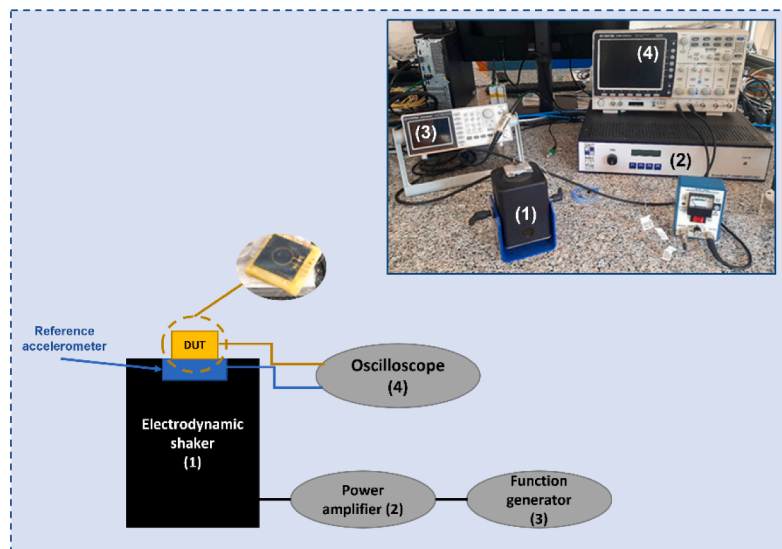 (4)
(3)
(2)
(1)
Reference
accelerometer
DUT
Oscilloscope
(4)
Electrodynamic
shaker
(1)
Power
amplifier (2)
Function
generator
(3)